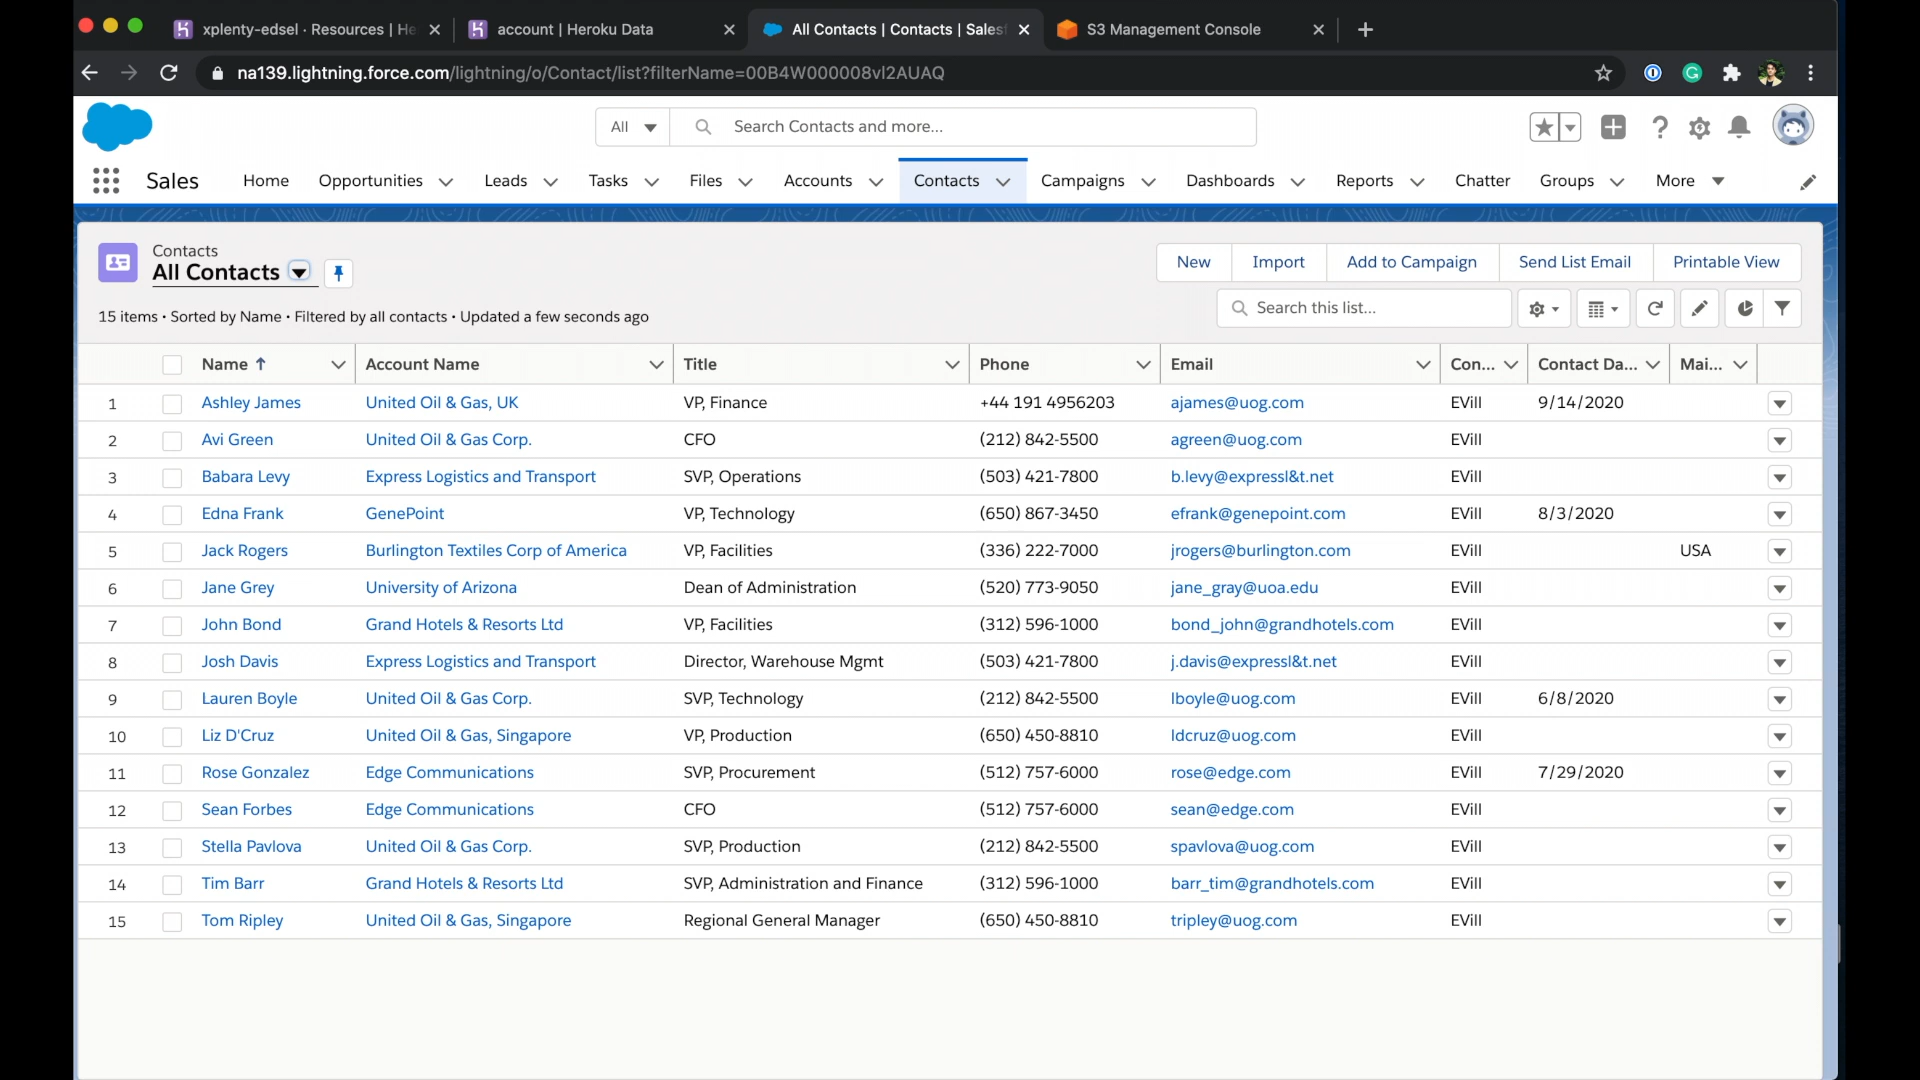 xplenty-edsel · Resources | He
account | Heroku Data
All Contacts | Contacts | Sales
S3 Management Console
na139.lightning.force.com/lightning/o/Contact/list?filterName=00B4W000008vl2AUAQ
All
Search Contacts and more...
Sales Home Opportunities Leads Tasks Files Accounts Contacts Campaigns Dashboards Reports Chatter Groups More
Contacts
All Contacts
New Import Add to Campaign Send List Email Printable View
15 items • Sorted by Name • Filtered by all contacts • Updated a few seconds ago
Search this list...
Name Account Name Title Phone Email Con... Contact Da... Mai...
1 Ashley James United Oil & Gas, UK VP, Finance +44 191 4956203 ajames@uog.com EVill 9/14/2020
2 Avi Green United Oil & Gas Corp. CFO (212) 842-5500 agreen@uog.com EVill
3 Babara Levy Express Logistics and Transport SVP, Operations (503) 421-7800 b.levy@expressl&t.net EVill
4 Edna Frank GenePoint VP, Technology (650) 867-3450 efrank@genepoint.com EVill 8/3/2020
5 Jack Rogers Burlington Textiles Corp of America VP, Facilities (336) 222-7000 jrogers@burlington.com EVill USA
6 Jane Grey University of Arizona Dean of Administration (520) 773-9050 jane_gray@uoa.edu EVill
7 John Bond Grand Hotels & Resorts Ltd VP, Facilities (312) 596-1000 bond_john@grandhotels.com EVill
8 Josh Davis Express Logistics and Transport Director, Warehouse Mgmt (503) 421-7800 j.davis@expressl&t.net EVill
9 Lauren Boyle United Oil & Gas Corp. SVP, Technology (212) 842-5500 lboyle@uog.com EVill 6/8/2020
10 Liz D'Cruz United Oil & Gas, Singapore VP, Production (650) 450-8810 ldcruz@uog.com EVill
11 Rose Gonzalez Edge Communications SVP, Procurement (512) 757-6000 rose@edge.com EVill 7/29/2020
12 Sean Forbes Edge Communications CFO (512) 757-6000 sean@edge.com EVill
13 Stella Pavlova United Oil & Gas Corp. SVP, Production (212) 842-5500 spavlova@uog.com EVill
14 Tim Barr Grand Hotels & Resorts Ltd SVP, Administration and Finance (312) 596-1000 barr_tim@grandhotels.com EVill
15 Tom Ripley United Oil & Gas, Singapore Regional General Manager (650) 450-8810 tripley@uog.com EVill